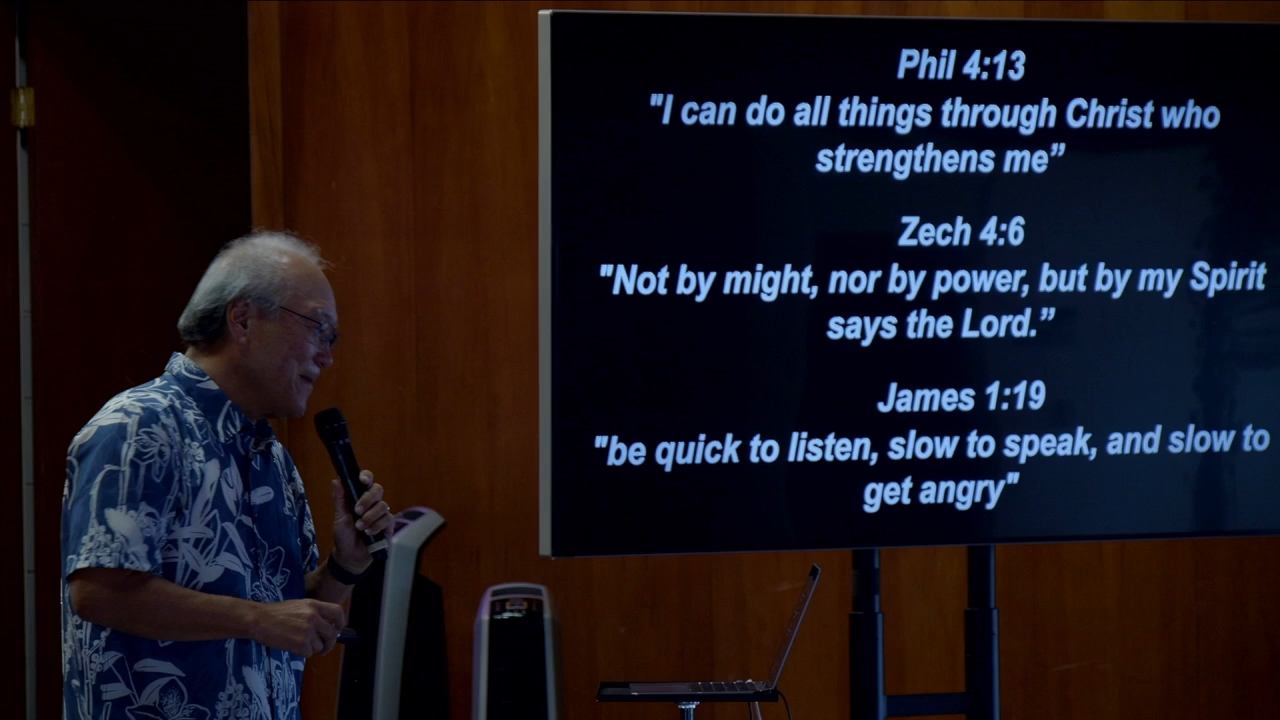 Phil 4:13
"I can do all things through Christ who
strengthens me”
Zech 4:6
"Not by might, nor by power, but by my Spirit
says the Lord.”
James 1:19
"be quick to listen, slow to speak, and slow to
get angry"